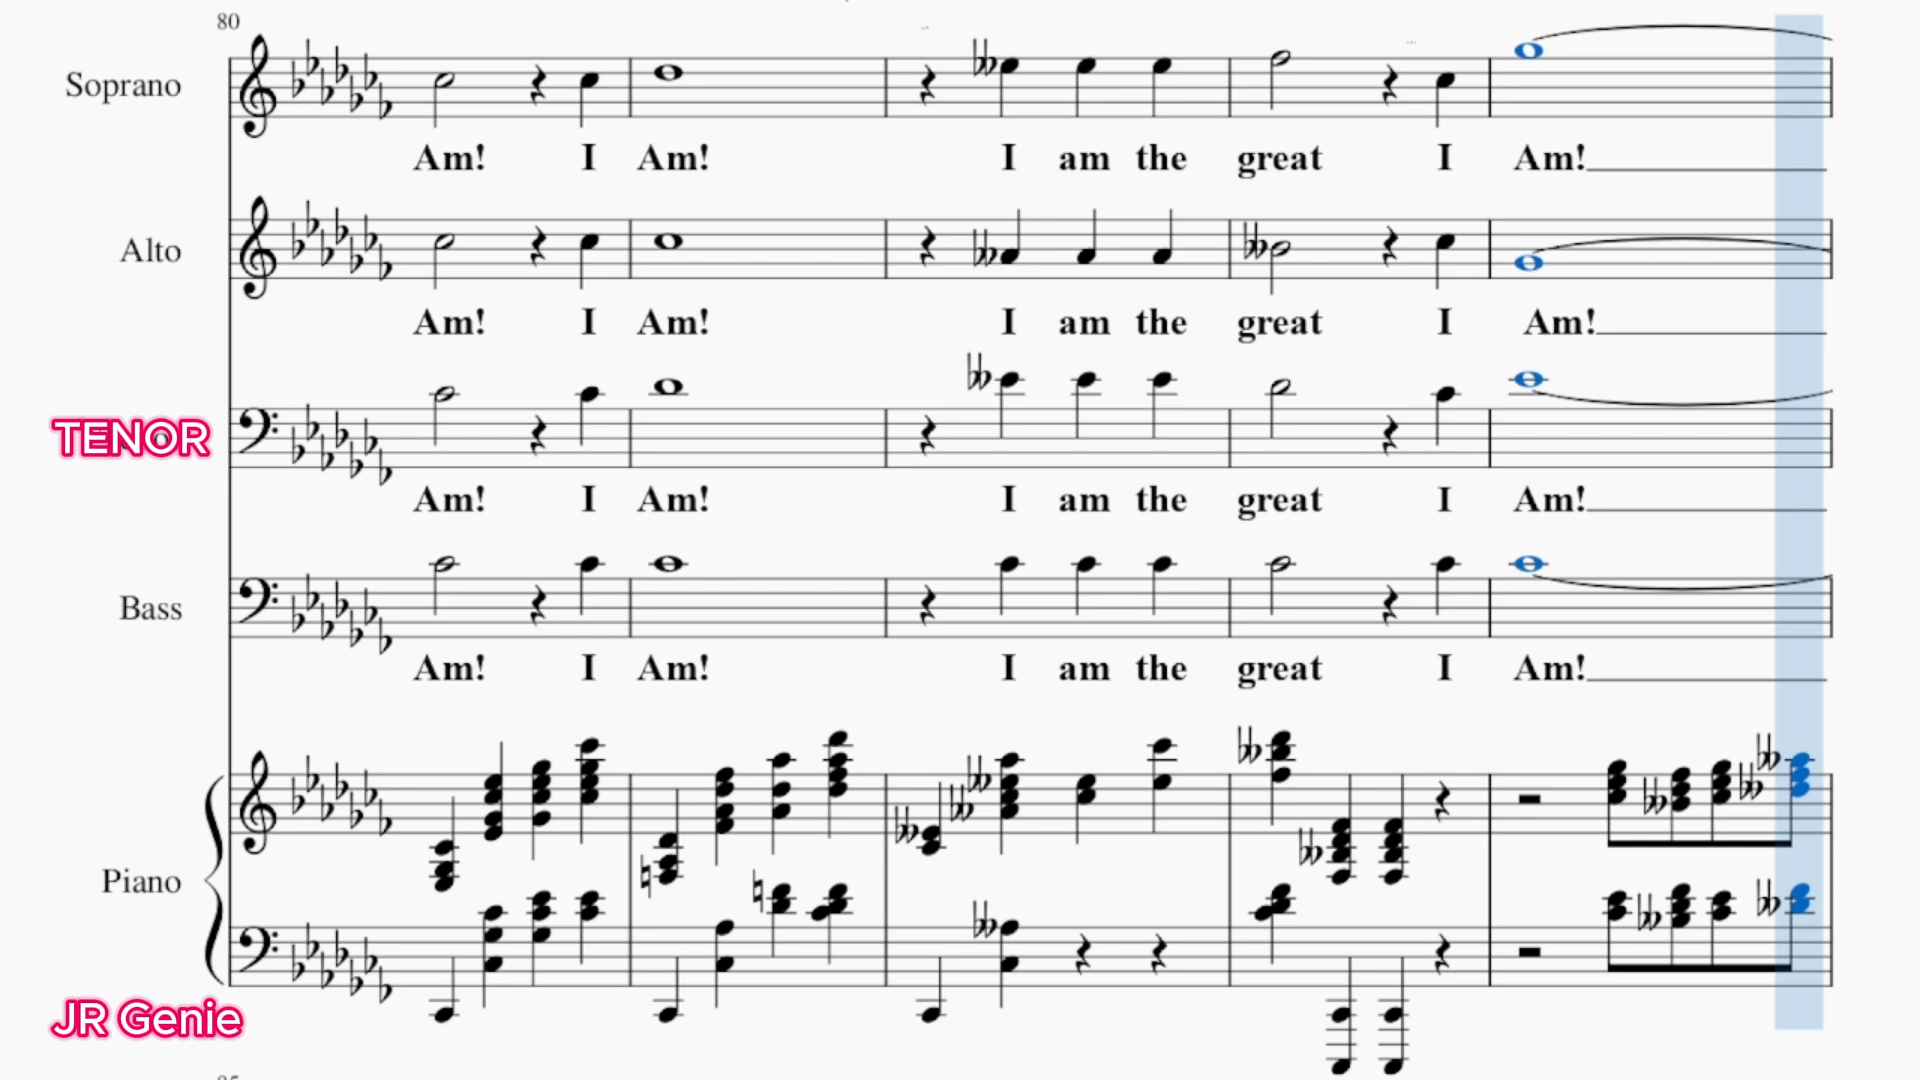 80
Soprano
Am! I Am! I am the great I Am!
Alto
Am! I Am! I am the great I Am!
TENOR
Am! I Am! I am the great I Am!
Bass
Am! I Am! I am the great I Am!
Piano
JR Genie